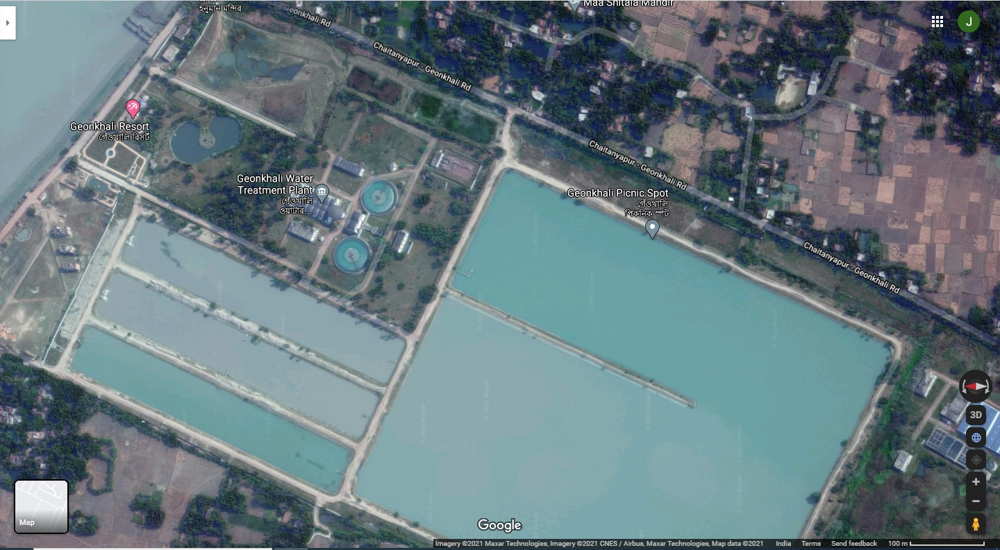 হনুমান মন্দির
Geonkhali Rd
Maa Shitala Mandir
J
Chaitanyapur - Geonkhali Rd
Geonkhali Resort
গেঁওখালি রিসর্ট
Chaitanyapur - Geonkhali Rd
Geonkhali Water
Treatment Plant
গেঁওখালি
ওয়াটার...
Geonkhali Picnic Spot
গেঁওখালি
পিকনিক স্পট
Chaitanyapur - Geonkhali Rd
3D
Map
Google
Imagery ©2021 Maxar Technologies, Imagery ©2021 CNES / Airbus, Maxar Technologies, Map data ©2021 India Terms Send feedback 100 m